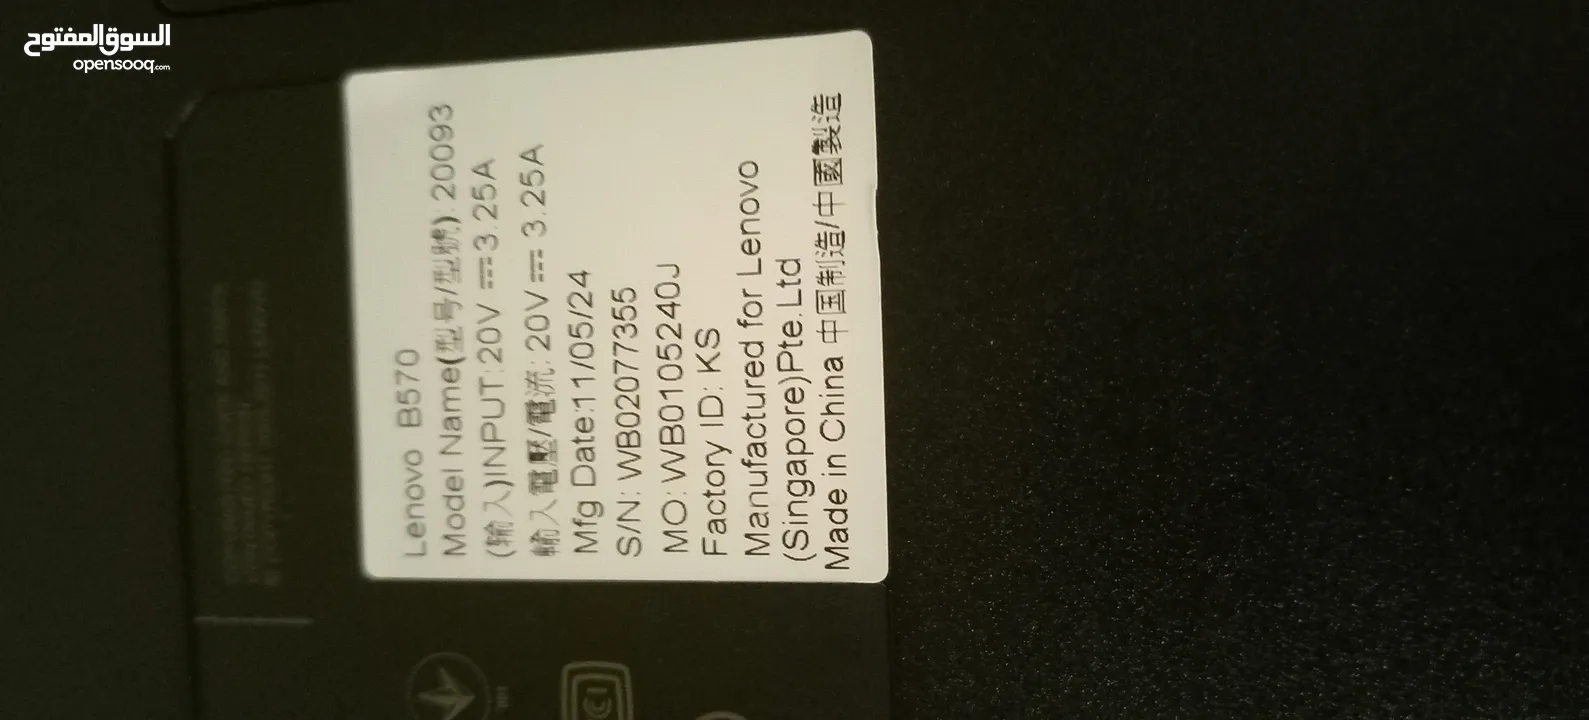 السوق المفتوح
opensooq.com
Lenovo B570
Model Name(型号/型號) 20093
(输入)INPUT:20V ⎓3.25A
輸入電壓/電流: 20V⎓ 3.25A
Mfg Date:11/05/24
S/N: WB02077355
MO: WB0105240J
Factory ID: KS
Manufactured for Lenovo
(Singapore)Pte.Ltd
Made in China 中国制造/中國製造